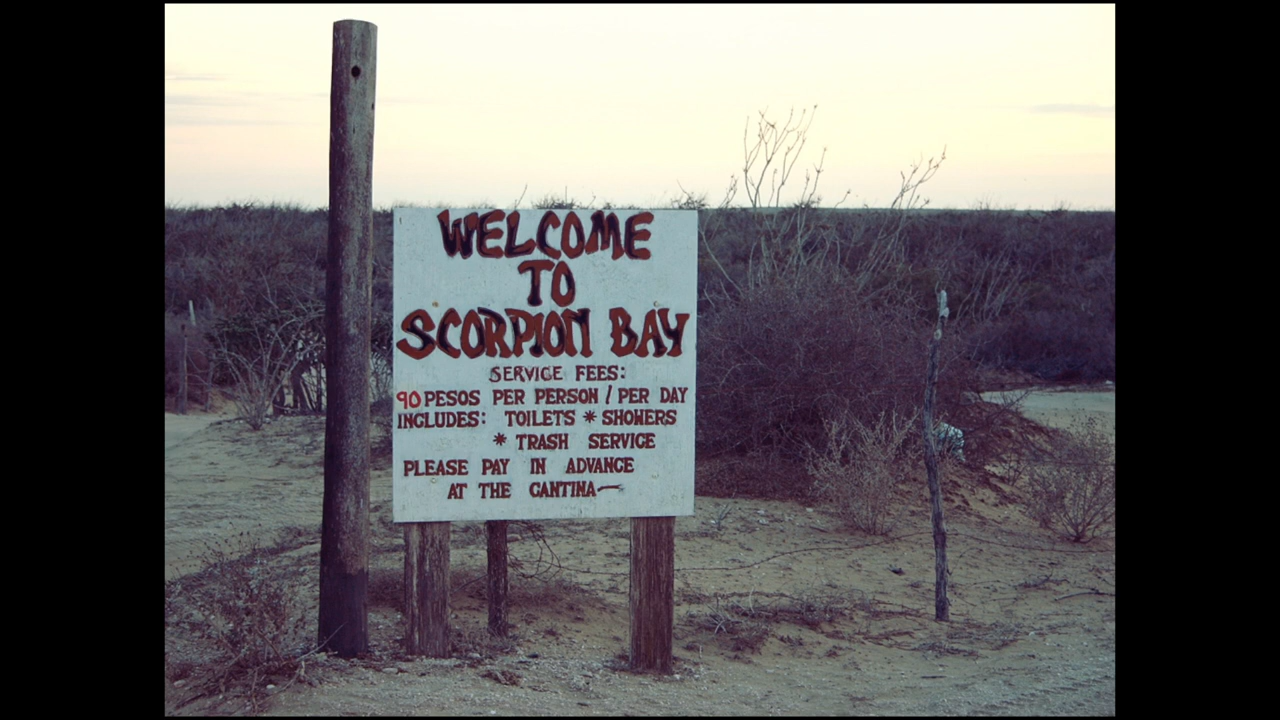 WELCOME
TO
SCORPION BAY
SERVICE FEES:
90 PESOS PER PERSON / PER DAY
INCLUDES: TOILETS * SHOWERS
* TRASH SERVICE
PLEASE PAY IN ADVANCE
AT THE CANTINA—